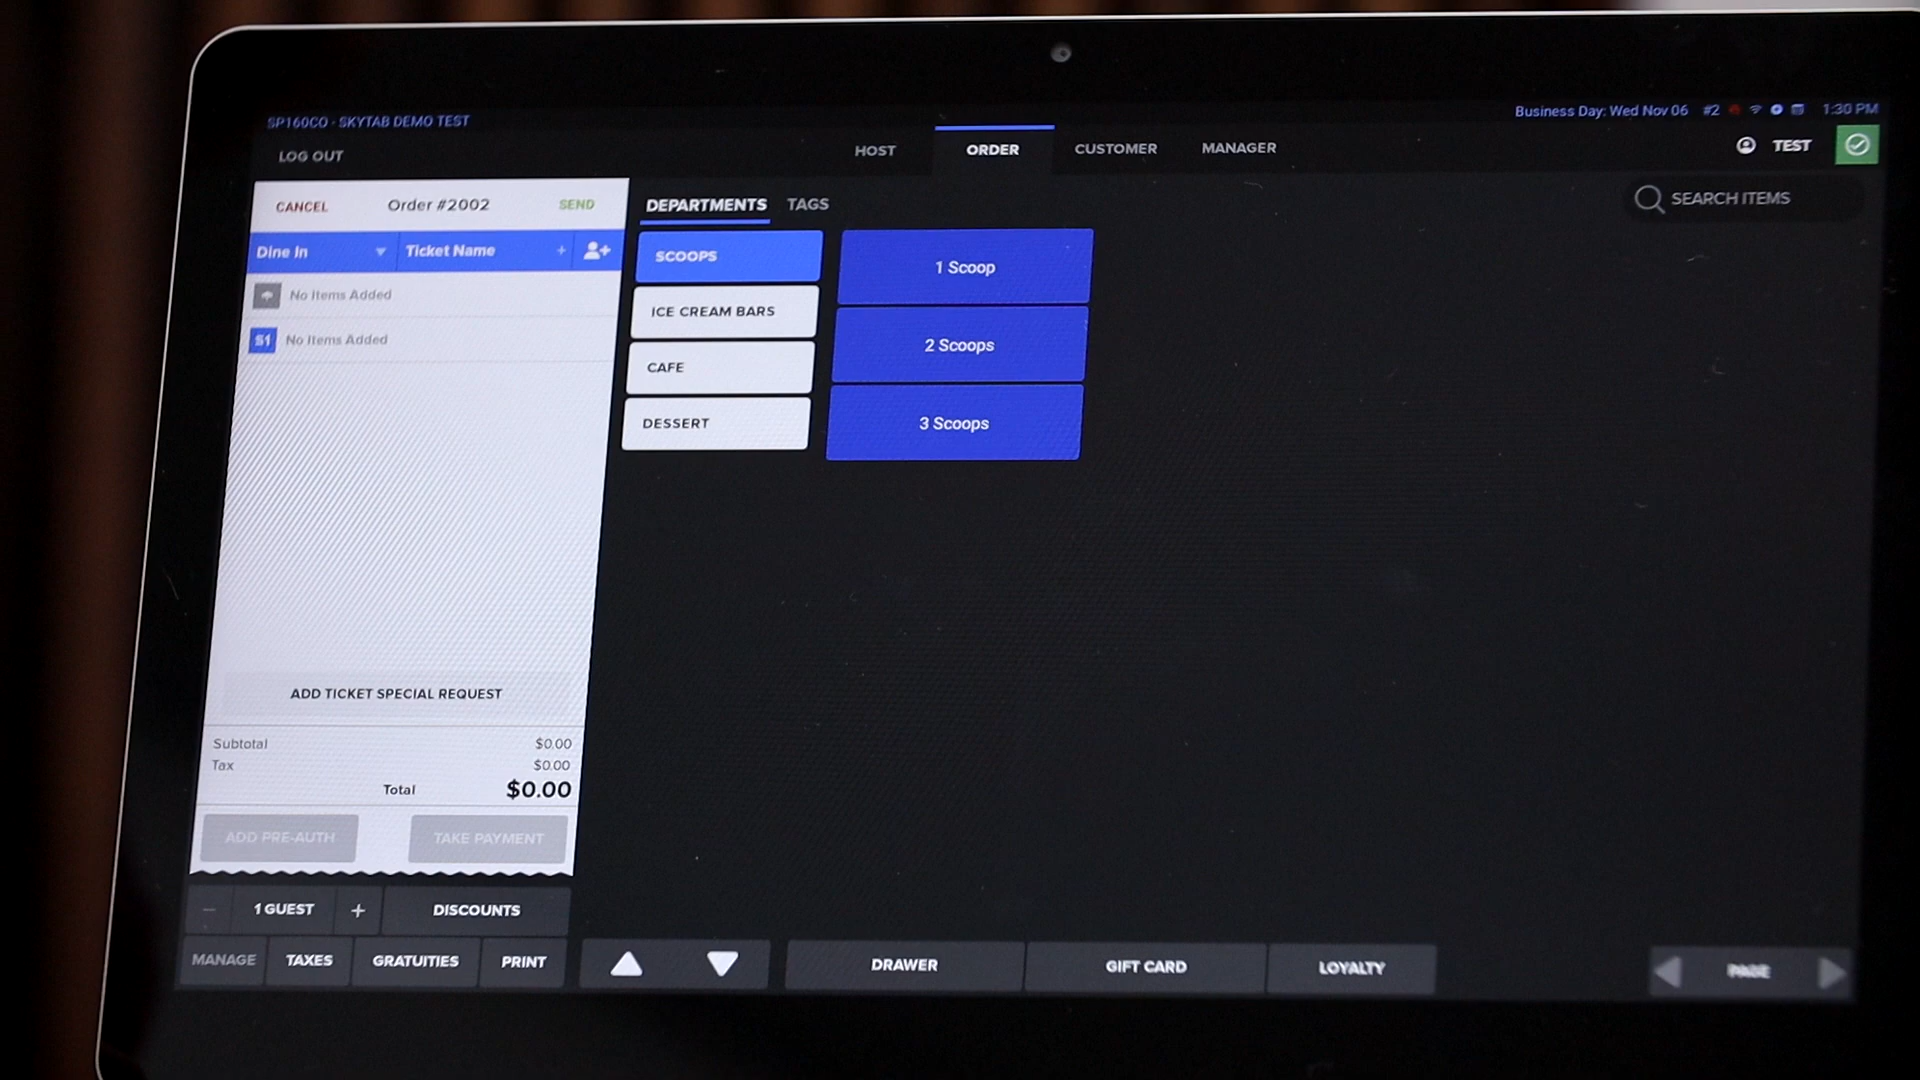 SP160CO - SKYTAB DEMO TEST
Business Day: Wed Nov 06 #2 1:30 PM
LOG OUT
HOST
ORDER
CUSTOMER
MANAGER
TEST
CANCEL
Order #2002
SEND
Dine In
Ticket Name +
No Items Added
S1 No Items Added
ADD TICKET SPECIAL REQUEST
Subtotal $0.00
Tax $0.00
Total $0.00
ADD PRE-AUTH
TAKE PAYMENT
DEPARTMENTS
TAGS
SEARCH ITEMS
SCOOPS
ICE CREAM BARS
CAFE
DESSERT
1 Scoop
2 Scoops
3 Scoops
- 1 GUEST +
DISCOUNTS
MANAGE
TAXES
GRATUITIES
PRINT
DRAWER
GIFT CARD
LOYALTY
PAGE